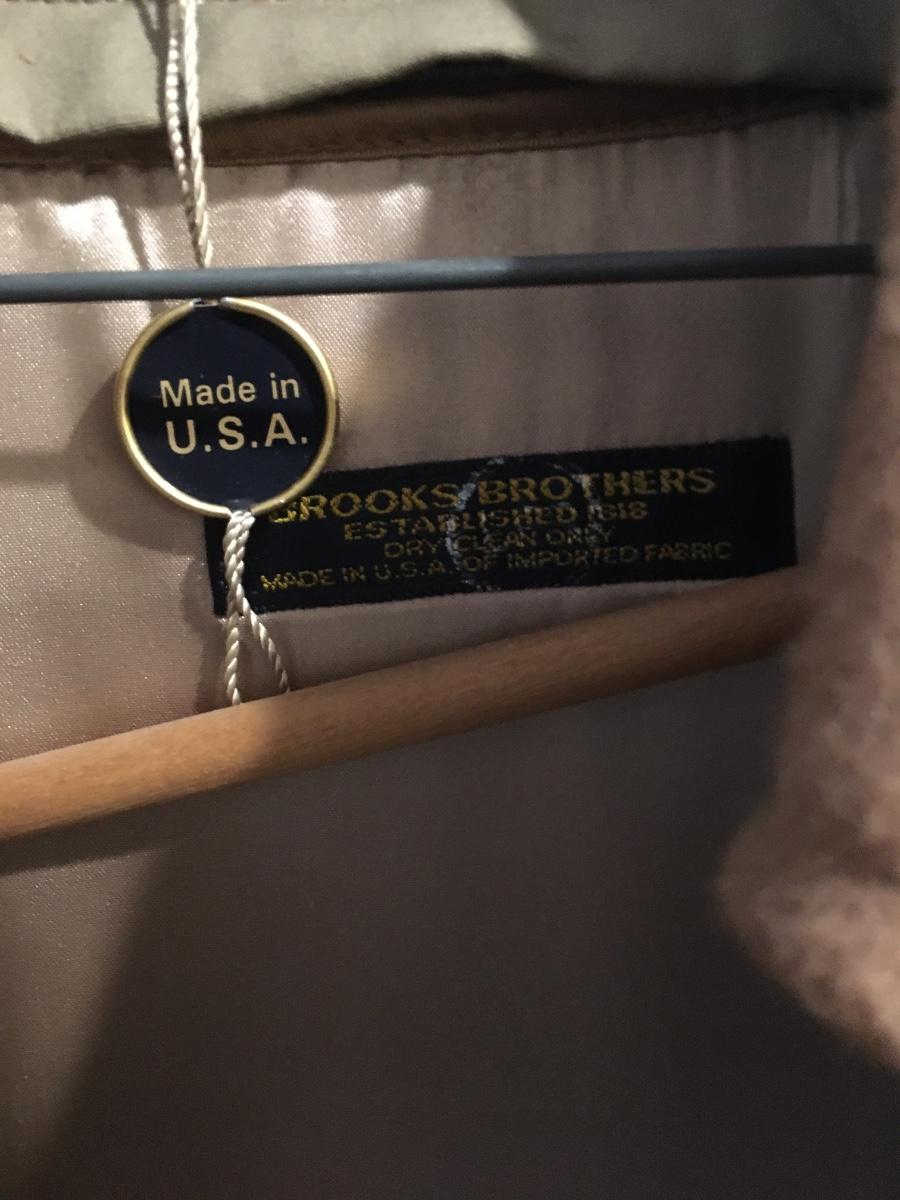 Made in
U.S.A.
BROOKS BROTHERS
ESTABLISHED 1818
DRY CLEAN ONLY
MADE IN U.S.A. OF IMPORTED FABRIC